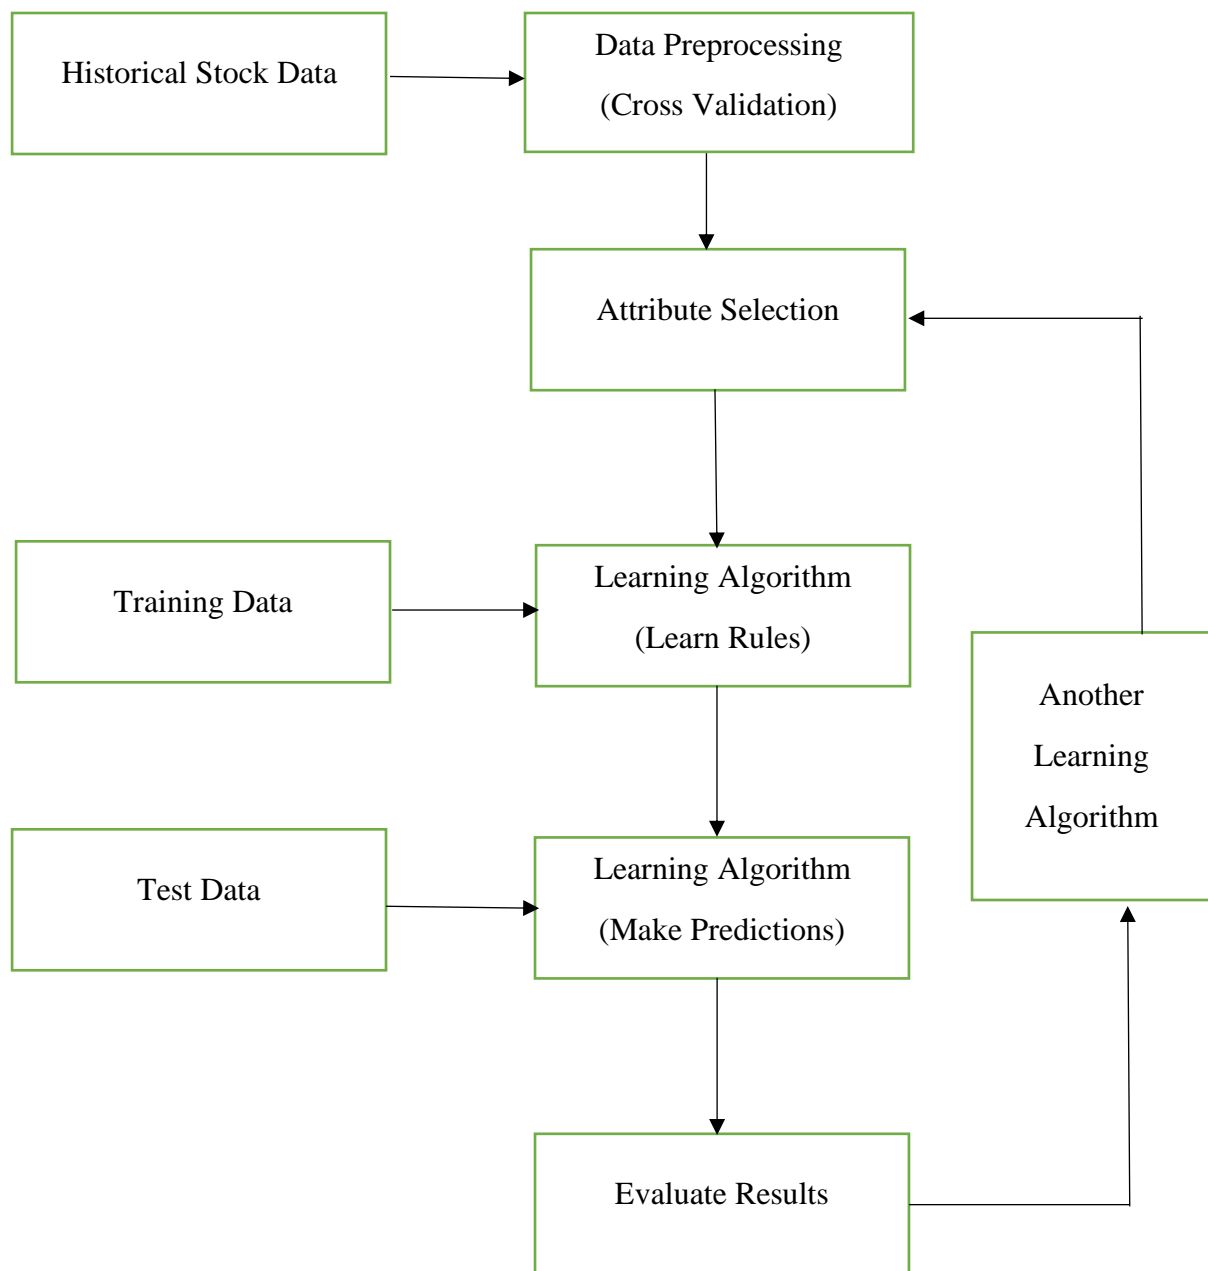 Historical Stock Data
Data Preprocessing
(Cross Validation)
Attribute Selection
Training Data
Learning Algorithm
(Learn Rules)
Another
Learning
Algorithm
Test Data
Learning Algorithm
(Make Predictions)
Evaluate Results